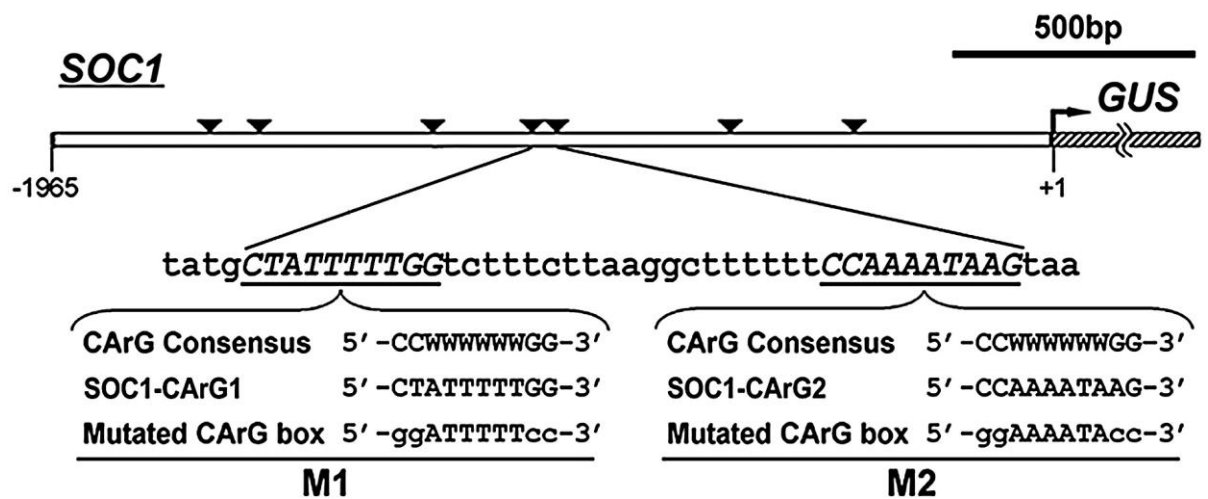 500bp
SOC1
GUS
-1965
+1
tatgCTATTTTTGGtctttcttaaggcttttttCCAAAATAAGtaa
CArG Consensus 5′-CCWWWWWWGG-3′
SOC1-CArG1 5′-CTATTTTTGG-3′
Mutated CArG box 5′-ggATTTTTcc-3′
M1
CArG Consensus 5′-CCWWWWWWGG-3′
SOC1-CArG2 5′-CCAAAATAAG-3′
Mutated CArG box 5′-ggAAAATAcc-3′
M2